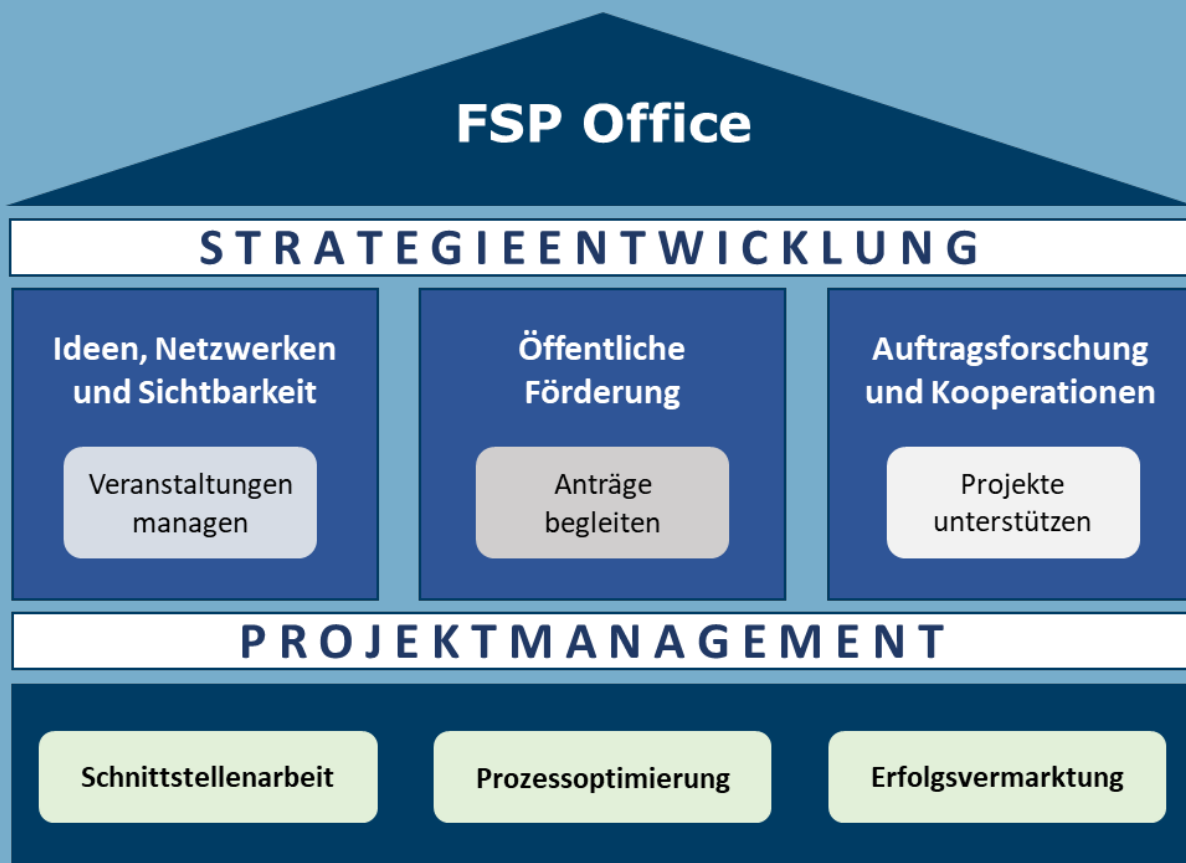 FSP Office
STRATEGIEENTWICKLUNG
Ideen, Netzwerken
und Sichtbarkeit
Veranstaltungen
managen
Öffentliche
Förderung
Anträge
begleiten
Auftragsforschung
und Kooperationen
Projekte
unterstützen
PROJEKTMANAGEMENT
Schnittstellenarbeit
Prozessoptimierung
Erfolgsvermarktung